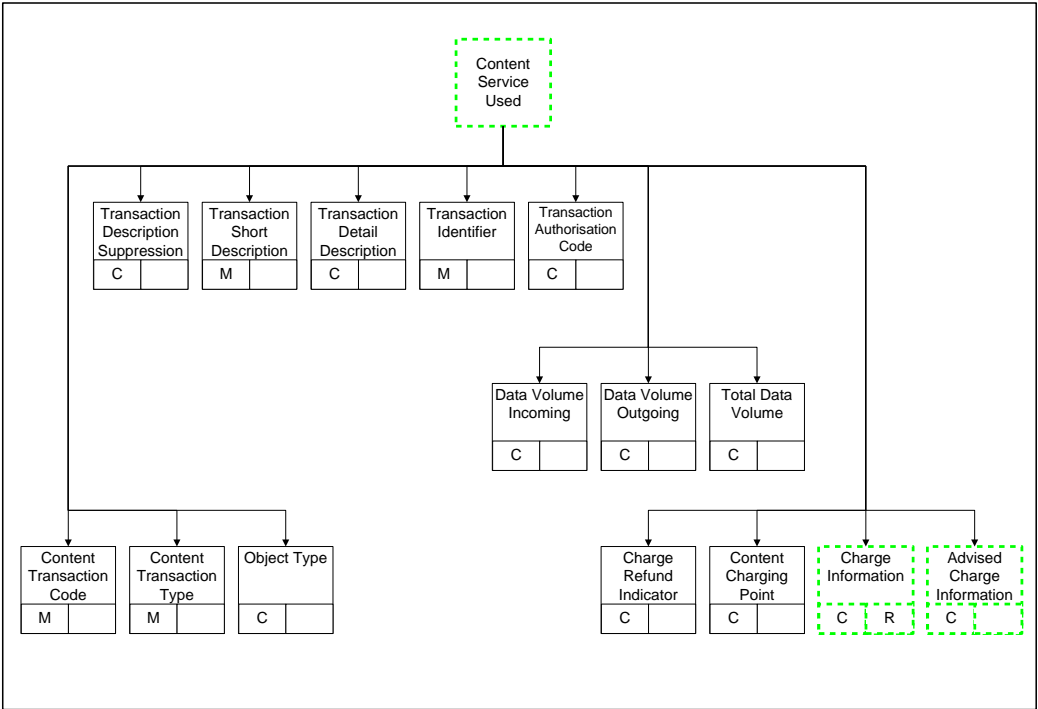 Content
Service
Used
Transaction
Description
Suppression
C
Transaction
Short
Description
M
Transaction
Detail
Description
C
Transaction
Identifier
M
Transaction
Authorisation
Code
C
Data Volume
Incoming
C
Data Volume
Outgoing
C
Total Data
Volume
C
Content
Transaction
Code
M
Content
Transaction
Type
M
Object Type
C
Charge
Refund
Indicator
C
Content
Charging
Point
C
Charge
Information
C R
Advised
Charge
Information
C